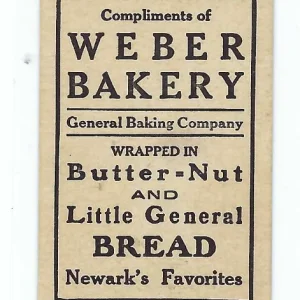 Compliments of
WEBER
BAKERY
General Baking Company
WRAPPED IN
Butter=Nut
AND
Little General
BREAD
Newark's Favorites